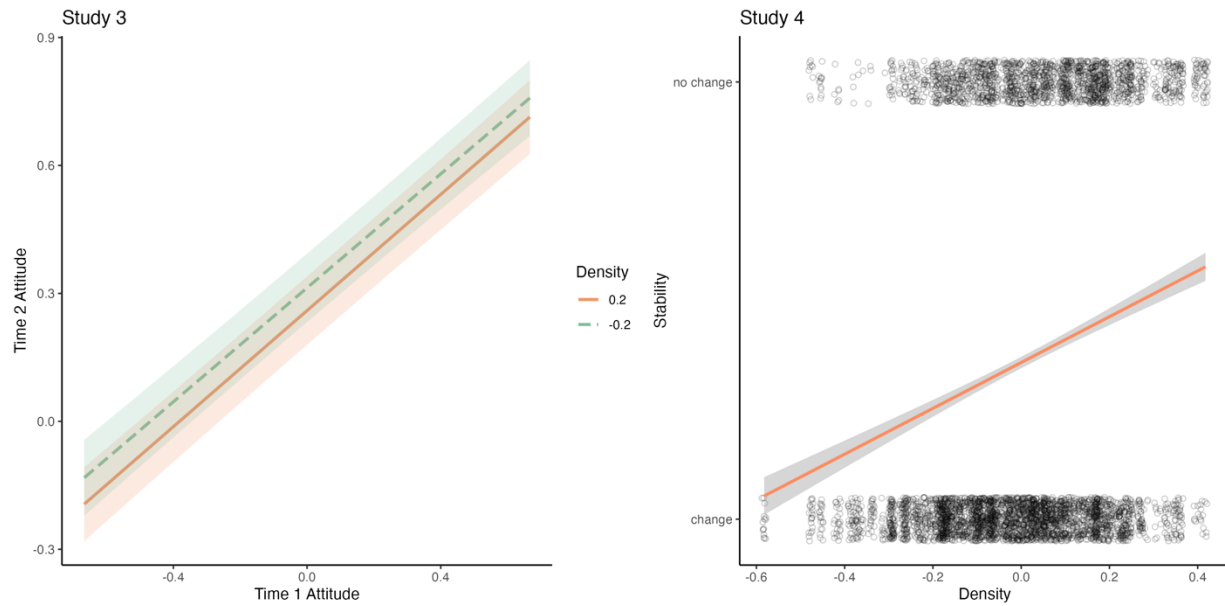 Study 3
0.9
0.6
0.3
0.0
-0.3
Time 2 Attitude
-0.4
0.0
0.4
Time 1 Attitude
Density
0.2
-0.2
Study 4
no change
change
Stability
-0.6
-0.4
-0.2
0.0
0.2
0.4
Density